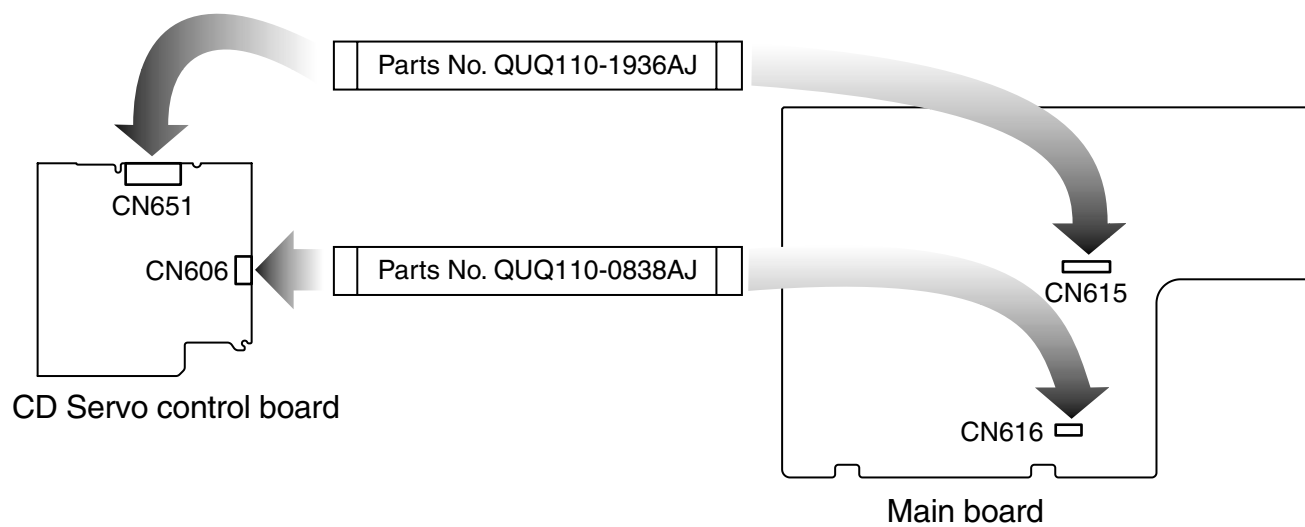 Parts No. QUQ110-1936AJ
CN651
CN606
Parts No. QUQ110-0838AJ
CN615
CD Servo control board
CN616
Main board